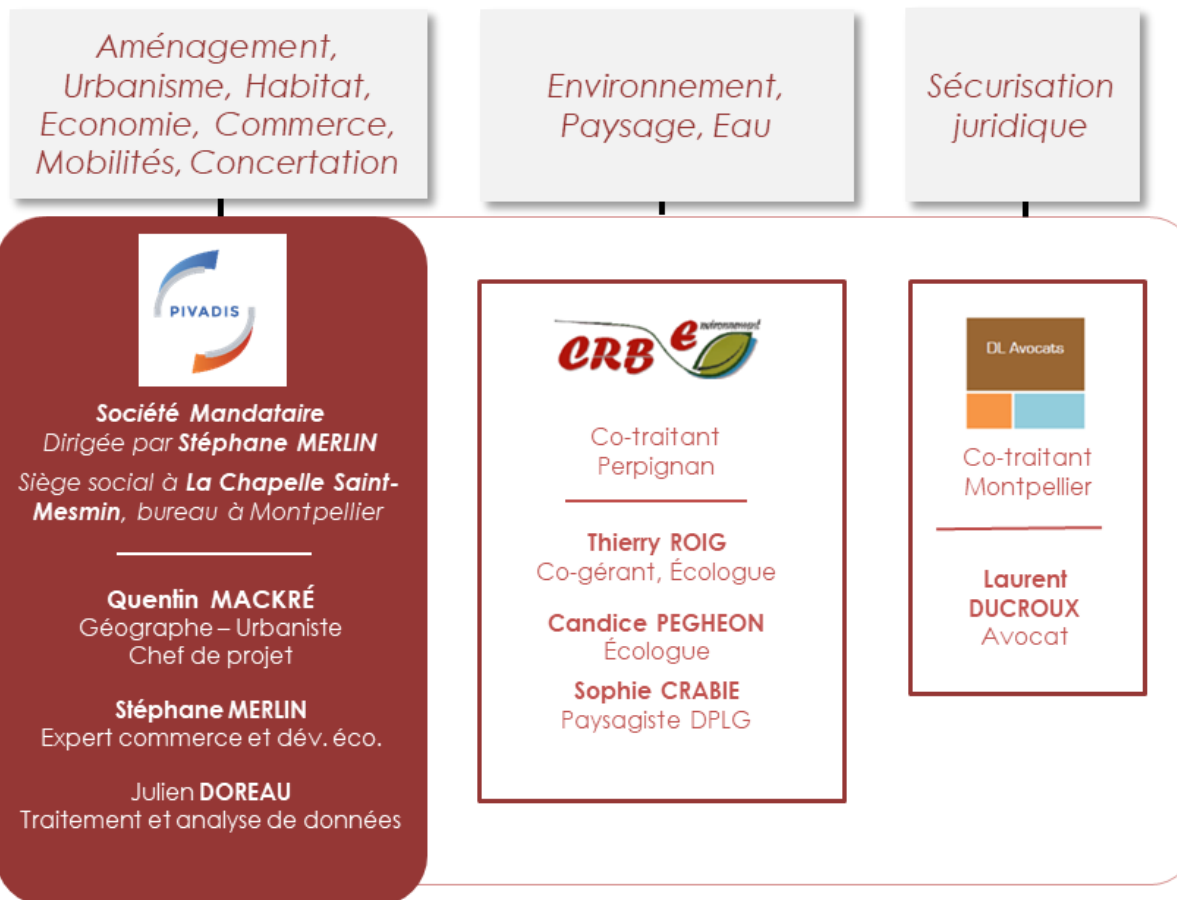 Aménagement,
Urbanisme, Habitat,
Economie, Commerce,
Mobilités, Concertation
Environnement,
Paysage, Eau
Sécurisation
juridique
PIVADIS
Société Mandataire
Dirigée par Stéphane MERLIN
Siège social à La Chapelle Saint-
Mesmin, bureau à Montpellier
Quentin MACKRÉ
Géographe – Urbaniste
Chef de projet
Stéphane MERLIN
Expert commerce et dév. éco.
Julien DOREAU
Traitement et analyse de données
CRB environnement
Co-traitant
Perpignan
Thierry ROIG
Co-gérant, Écologue
Candice PEGHEON
Écologue
Sophie CRABIE
Paysagiste DPLG
DL Avocats
Co-traitant
Montpellier
Laurent
DUCROUX
Avocat